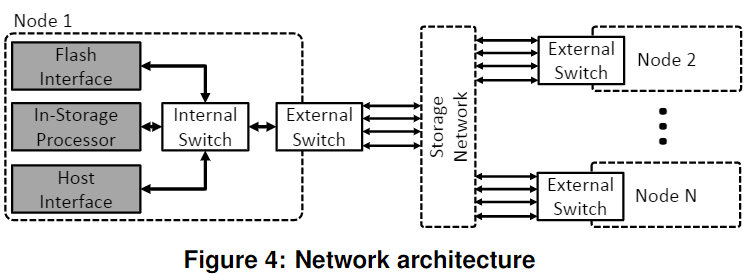 Node 1
Flash
Interface
In-Storage
Processor
Host
Interface
Internal
Switch
External
Switch
Storage
Network
External
Switch
Node 2
External
Switch
Node N
Figure 4: Network architecture